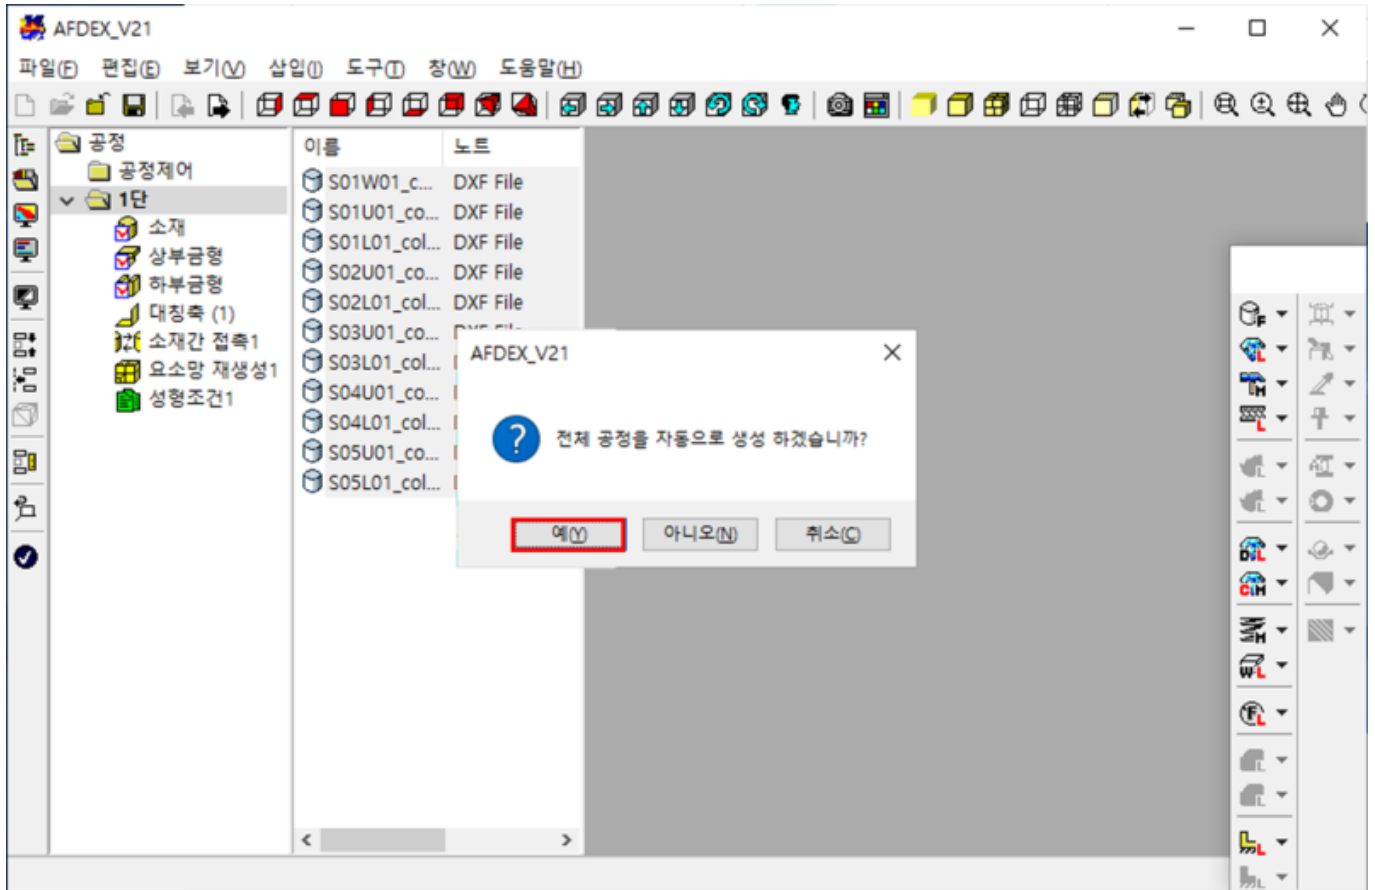 AFDEX_V21
파일(F) 편집(E) 보기(V) 삽입(I) 도구(T) 창(W) 도움말(H)
공정
공정제어
1단
소재
상부금형
하부금형
대칭축 (1)
소재간 접촉1
요소망 재생성1
성형조건1
이름 노트
S01W01_c... DXF File
S01U01_co... DXF File
S01L01_col... DXF File
S02U01_co... DXF File
S02L01_col... DXF File
S03U01_co...
S03L01_col...
S04U01_co...
S04L01_col...
S05U01_co...
S05L01_col...
AFDEX_V21
전체 공정을 자동으로 생성 하겠습니까?
예(Y) 아니오(N) 취소(C)